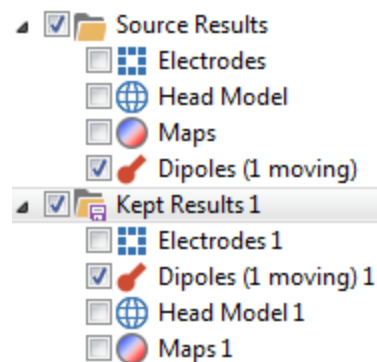 Source Results
Electrodes
Head Model
Maps
Dipoles (1 moving)
Kept Results 1
Electrodes 1
Dipoles (1 moving) 1
Head Model 1
Maps 1